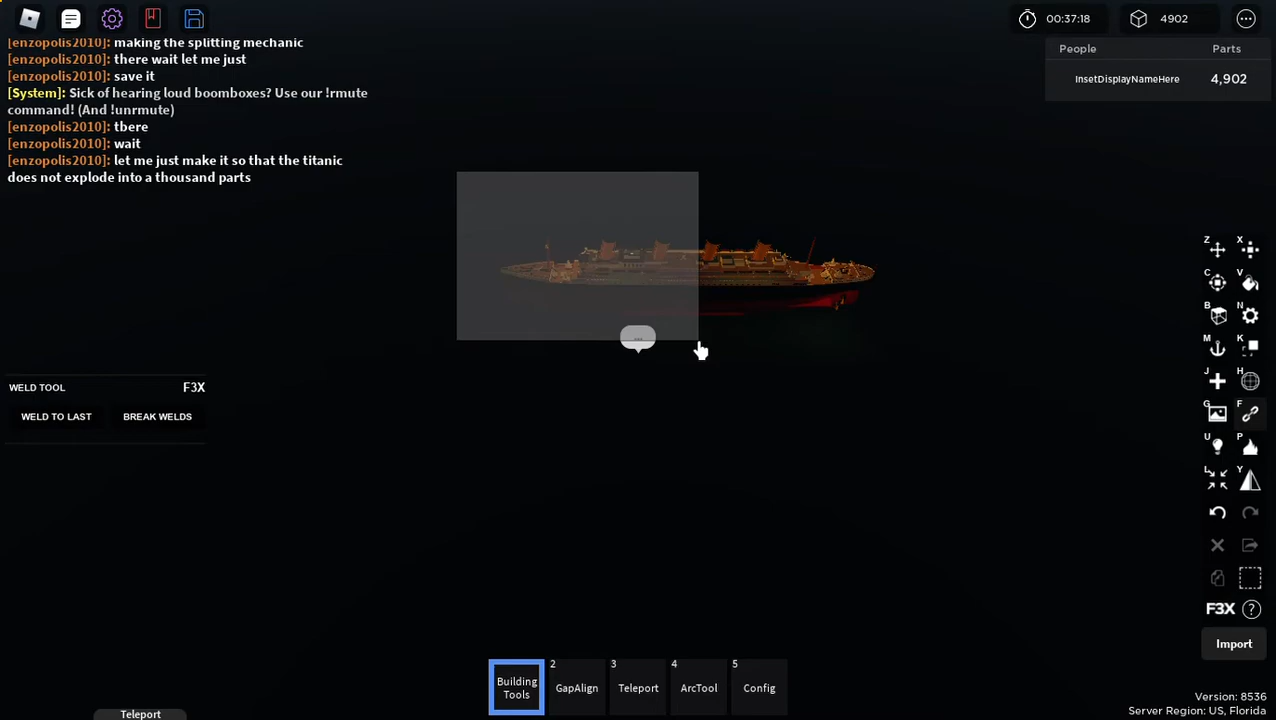 00:37:18
4902
[enzopolis2010]: making the splitting mechanic
[enzopolis2010]: there wait let me just
[enzopolis2010]: save it
[System]: Sick of hearing loud boomboxes? Use our !rmute
command! (And !unrmute)
[enzopolis2010]: tbere
[enzopolis2010]: wait
[enzopolis2010]: let me just make it so that the titanic
does not explode into a thousand parts
People Parts
InsetDisplayNameHere 4,902
Z X
C V
B N
M K
J H
G F
U P
L Y
F3X ?
Import
...
WELD TOOL F3X
WELD TO LAST BREAK WELDS
Building
Tools
2 GapAlign
3 Teleport
4 ArcTool
5 Config
Teleport
Version: 8536
Server Region: US, Florida